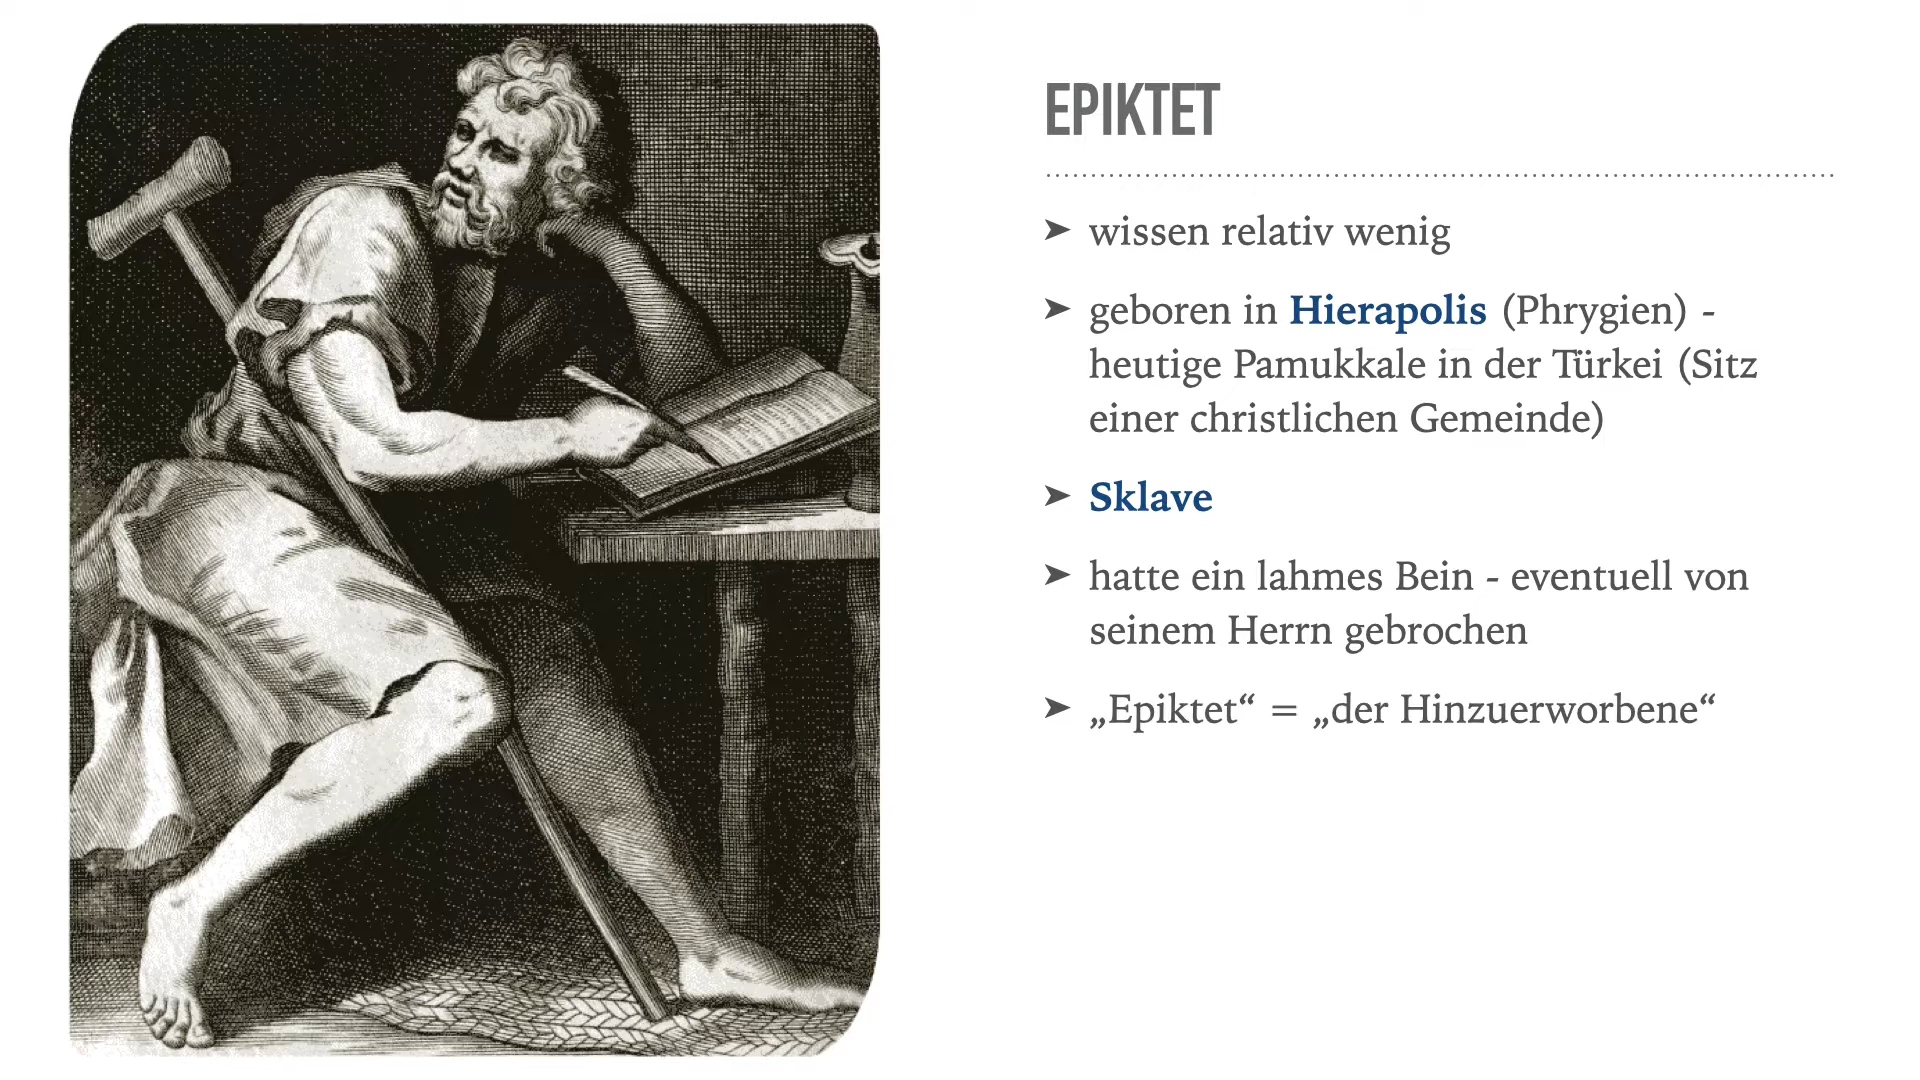 EPIKTET
➤ wissen relativ wenig
➤ geboren in Hierapolis (Phrygien) -
heutige Pamukkale in der Türkei (Sitz
einer christlichen Gemeinde)
➤ Sklave
➤ hatte ein lahmes Bein - eventuell von
seinem Herrn gebrochen
➤ „Epiktet“ = „der Hinzuerworbene“